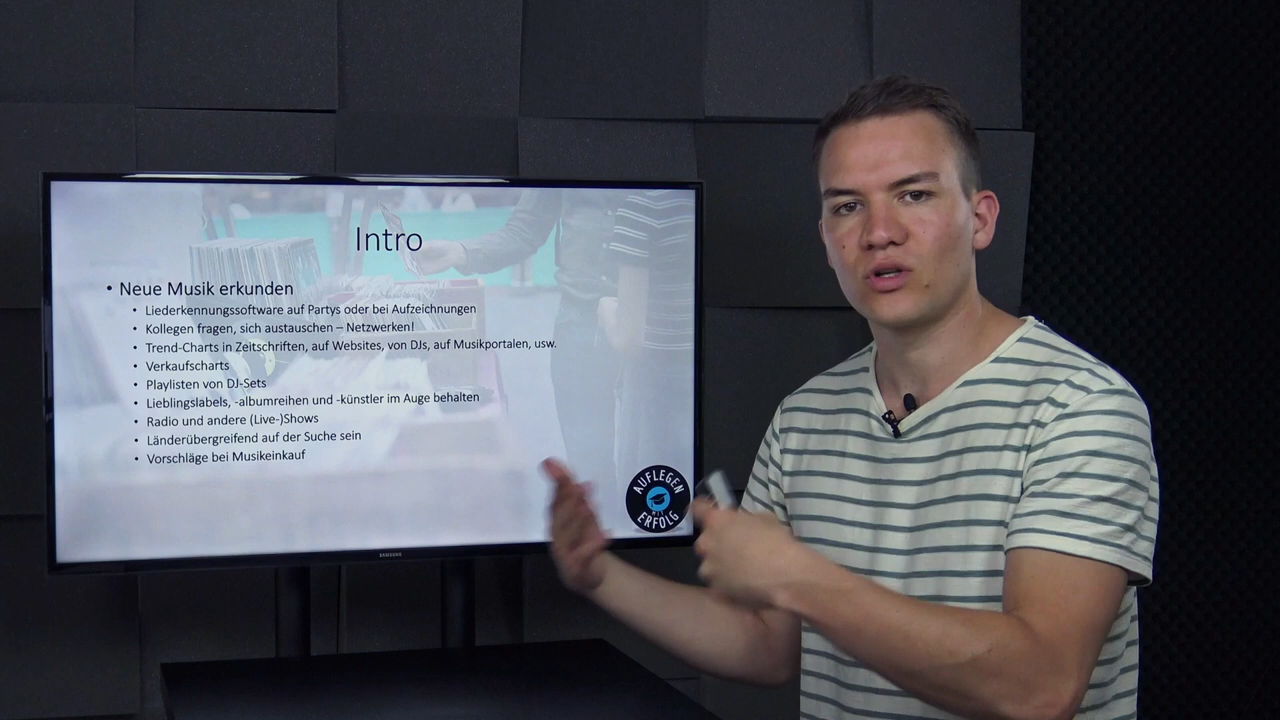 Intro
• Neue Musik erkunden
• Liederkennungssoftware auf Partys oder bei Aufzeichnungen
• Kollegen fragen, sich austauschen – Netzwerken!
• Trend-Charts in Zeitschriften, auf Websites, von DJs, auf Musikportalen, usw.
• Verkaufscharts
• Playlisten von DJ-Sets
• Lieblingslabels, -albumreihen und -künstler im Auge behalten
• Radio und andere (Live-)Shows
• Länderübergreifend auf der Suche sein
• Vorschläge bei Musikeinkauf
AUFLEGEN
MIT
ERFOLG
SAMSUNG